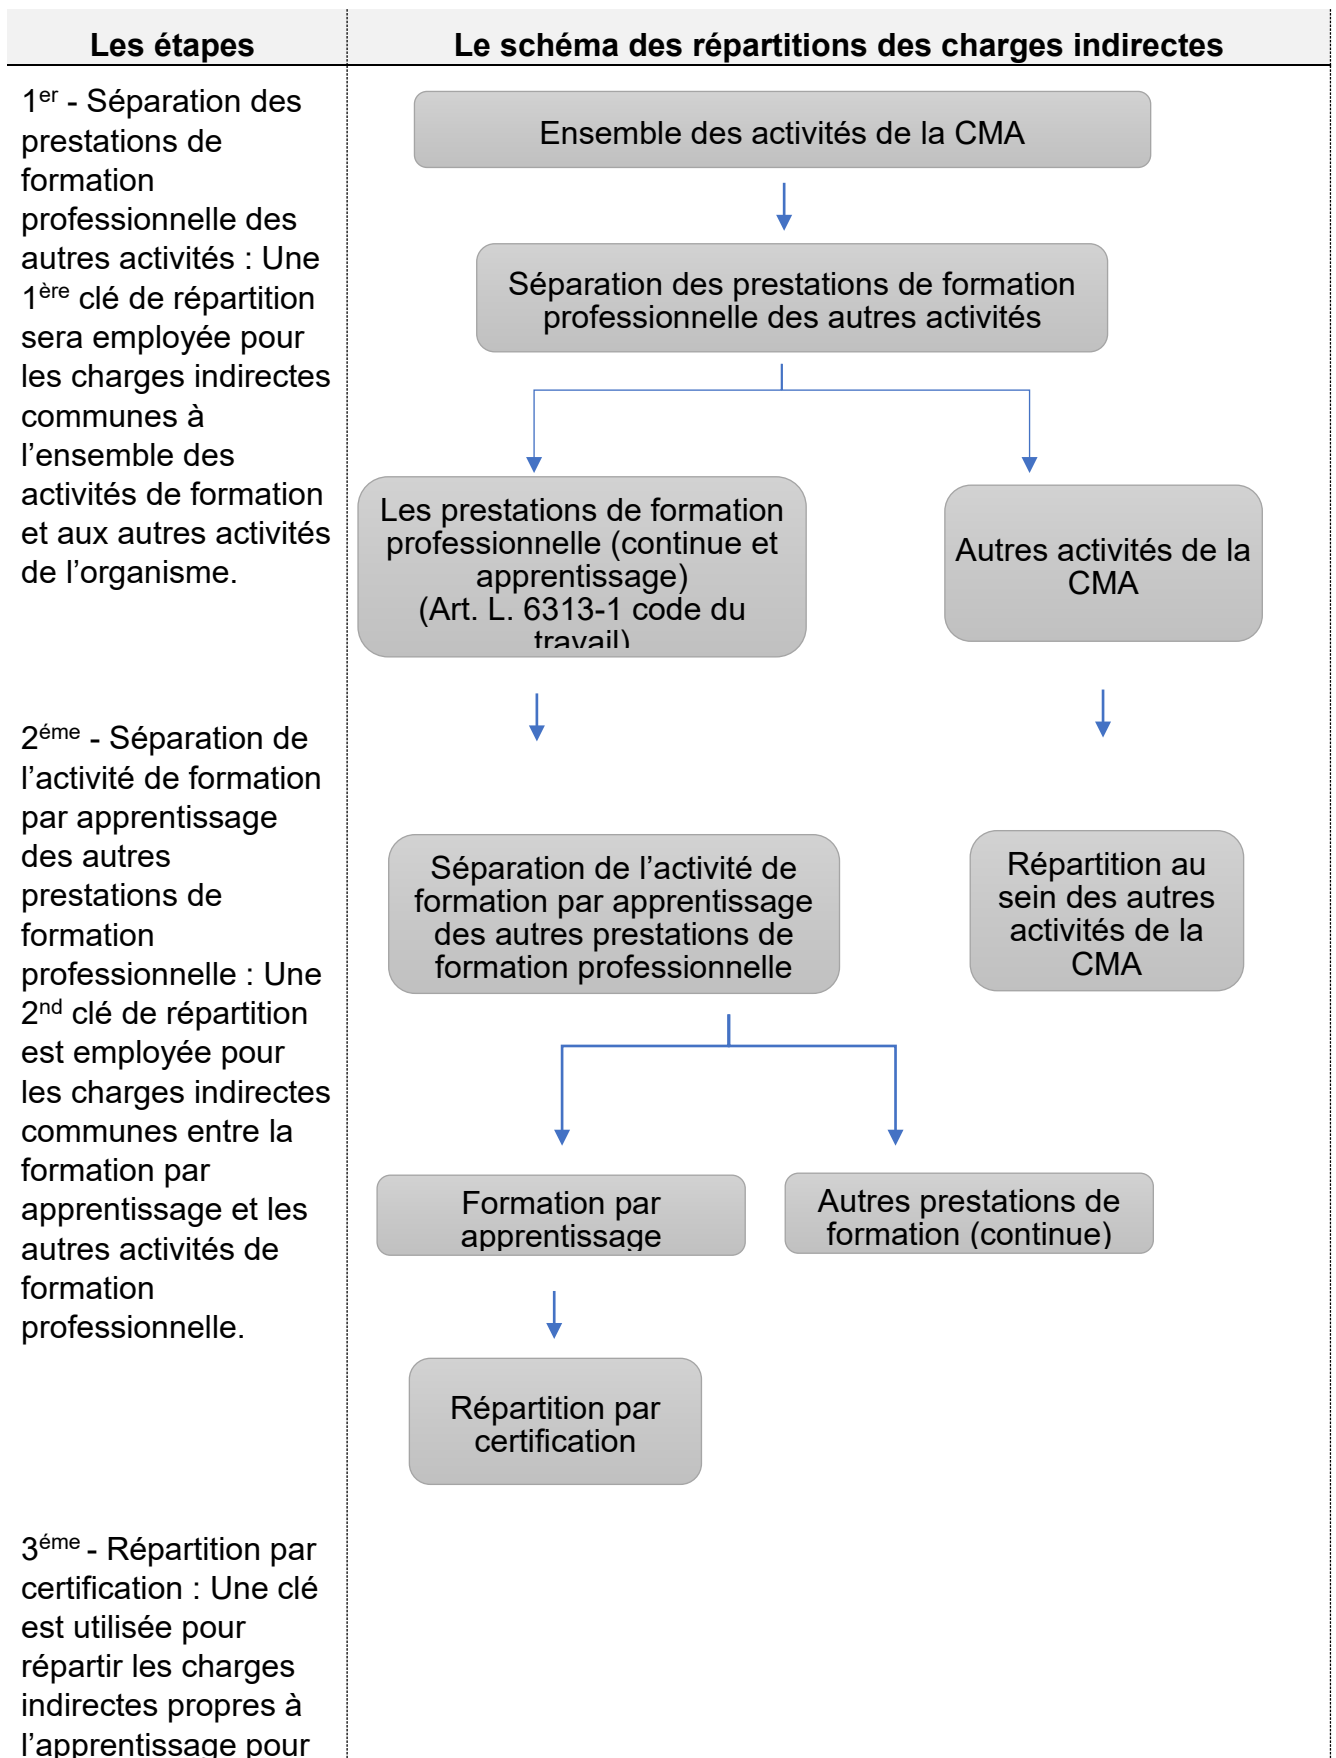 Les étapes
Le schéma des répartitions des charges indirectes
1er - Séparation des
prestations de
formation
professionnelle des
autres activités : Une
1ère clé de répartition
sera employée pour
les charges indirectes
communes à
l’ensemble des
activités de formation
et aux autres activités
de l’organisme.
2éme - Séparation de
l’activité de formation
par apprentissage
des autres
prestations de
formation
professionnelle : Une
2nd clé de répartition
est employée pour
les charges indirectes
communes entre la
formation par
apprentissage et les
autres activités de
formation
professionnelle.
3éme - Répartition par
certification : Une clé
est utilisée pour
répartir les charges
indirectes propres à
l’apprentissage pour
Ensemble des activités de la CMA
Séparation des prestations de formation
professionnelle des autres activités
Les prestations de formation
professionnelle (continue et
apprentissage)
(Art. L. 6313-1 code du
travail)
Autres activités de la
CMA
Séparation de l’activité de
formation par apprentissage
des autres prestations de
formation professionnelle
Répartition au
sein des autres
activités de la
CMA
Formation par
apprentissage
Autres prestations de
formation (continue)
Répartition par
certification